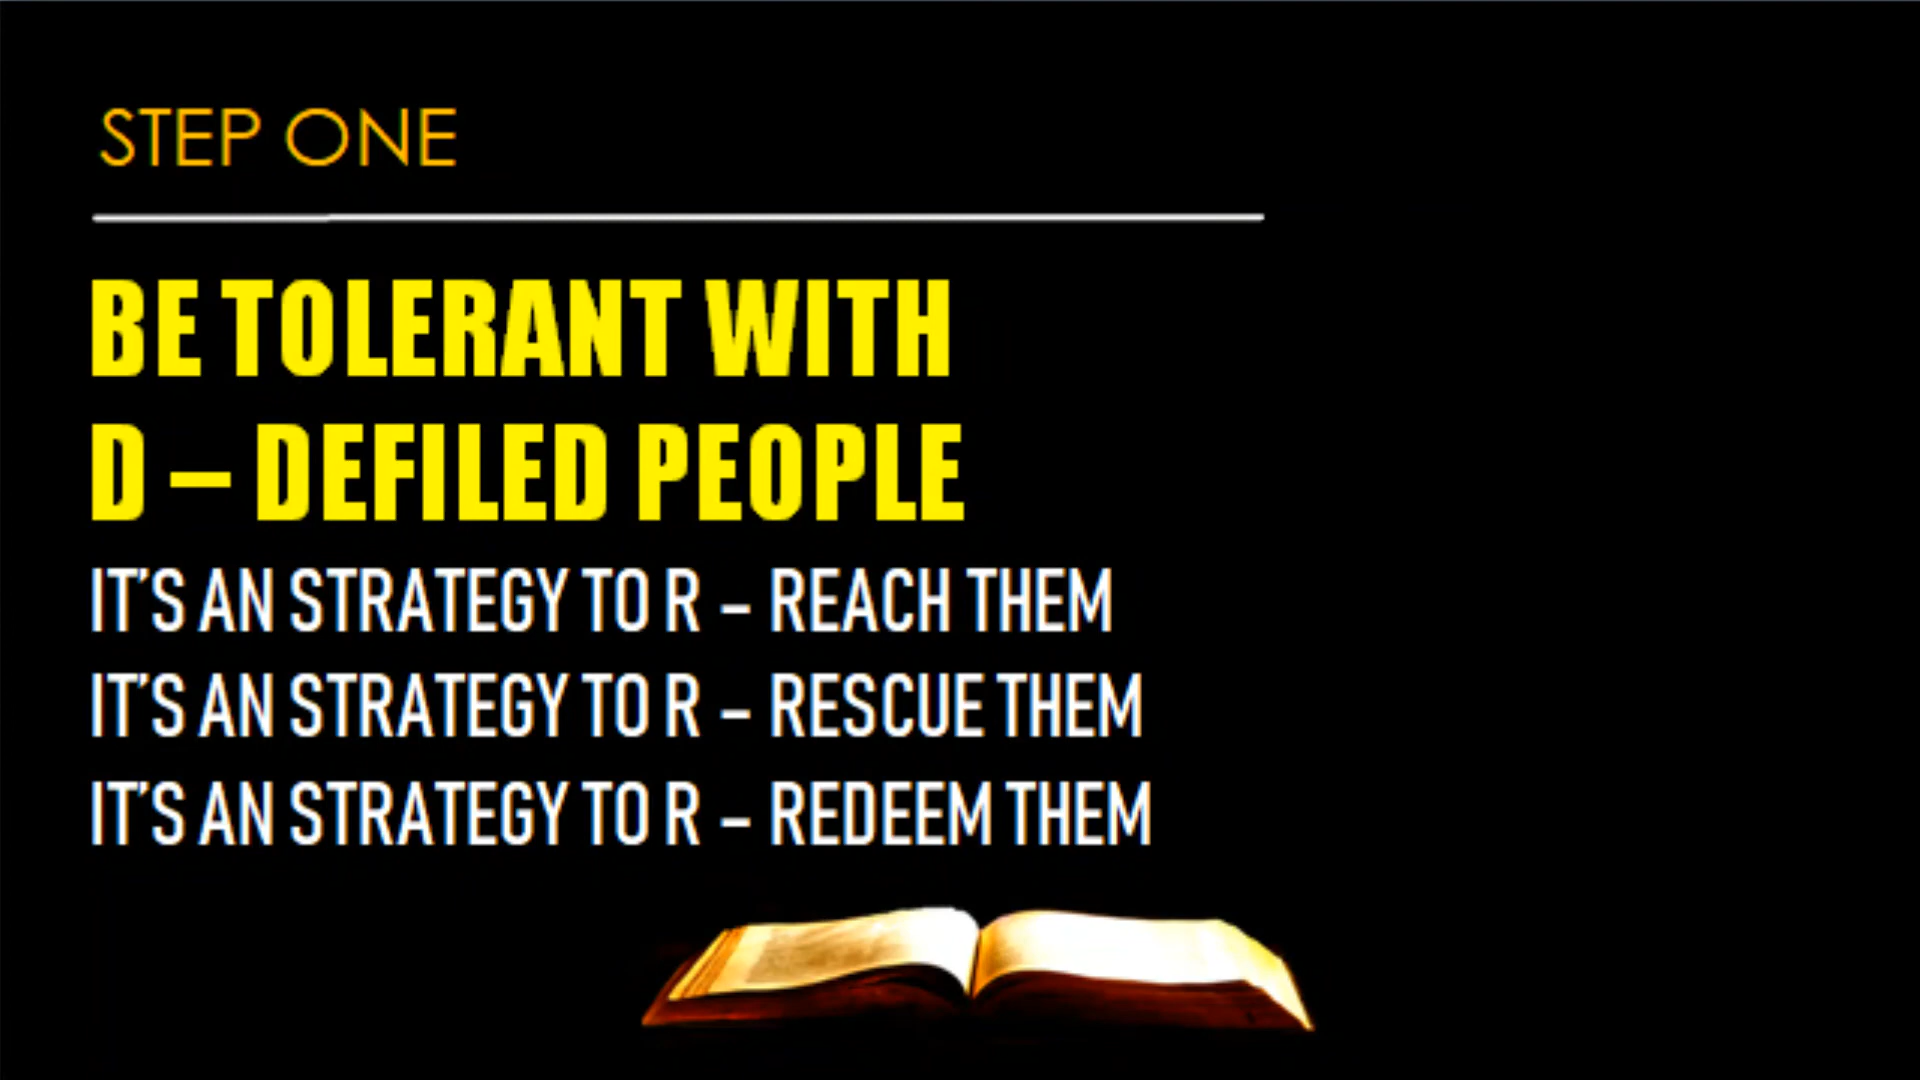 STEP ONE
BE TOLERANT WITH
D – DEFILED PEOPLE
IT'S AN STRATEGY TO R – REACH THEM
IT'S AN STRATEGY TO R – RESCUE THEM
IT'S AN STRATEGY TO R – REDEEM THEM